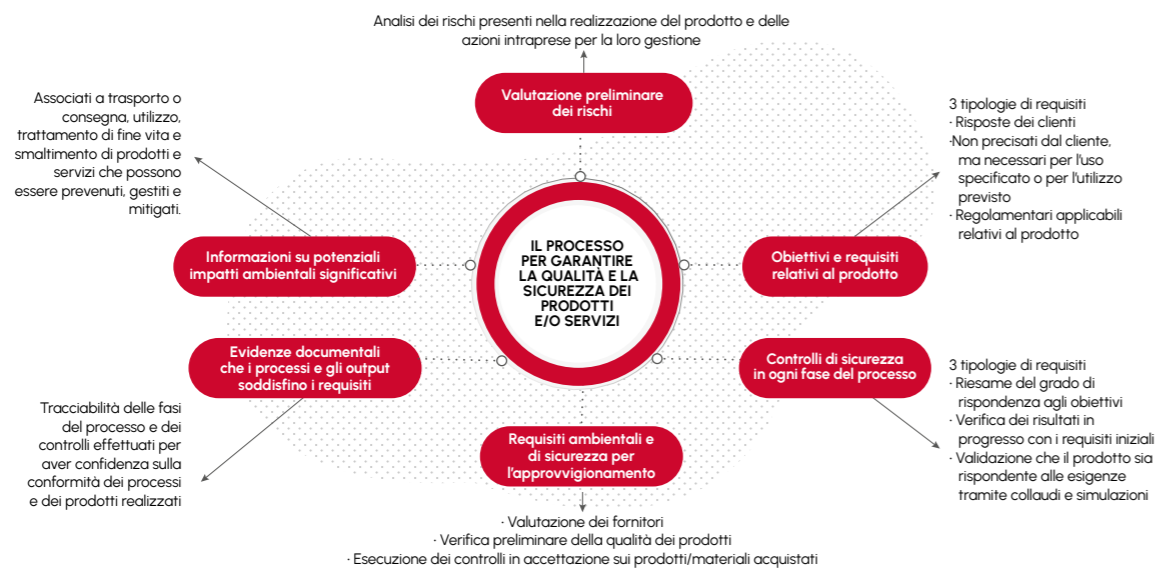 Analisi dei rischi presenti nella realizzazione del prodotto e delle
azioni intraprese per la loro gestione
Valutazione preliminare
dei rischi
Associati a trasporto o
consegna, utilizzo,
trattamento di fine vita e
smaltimento di prodotti e
servizi che possono
essere prevenuti, gestiti e
mitigati.
3 tipologie di requisiti
· Risposte dei clienti
·Non precisati dal cliente,
ma necessari per l'uso
specificato o per l'utilizzo
previsto
· Regolamentari applicabili
relativi al prodotto
Informazioni su potenziali
impatti ambientali significativi
IL PROCESSO
PER GARANTIRE
LA QUALITÀ E LA
SICUREZZA DEI
PRODOTTI
E/O SERVIZI
Obiettivi e requisiti
relativi al prodotto
Evidenze documentali
che i processi e gli output
soddisfino i requisiti
Controlli di sicurezza
in ogni fase del processo
3 tipologie di requisiti
· Riesame del grado di
rispondenza agli obiettivi
· Verifica dei risultati in
progresso con i requisiti iniziali
· Validazione che il prodotto sia
rispondente alle esigenze
tramite collaudi e simulazioni
Tracciabilità delle fasi
del processo e dei
controlli effettuati per
aver confidenza sulla
conformità dei processi
e dei prodotti realizzati
Requisiti ambientali e
di sicurezza per
l'approvvigionamento
· Valutazione dei fornitori
· Verifica preliminare della qualità dei prodotti
· Esecuzione dei controlli in accettazione sui prodotti/materiali acquistati